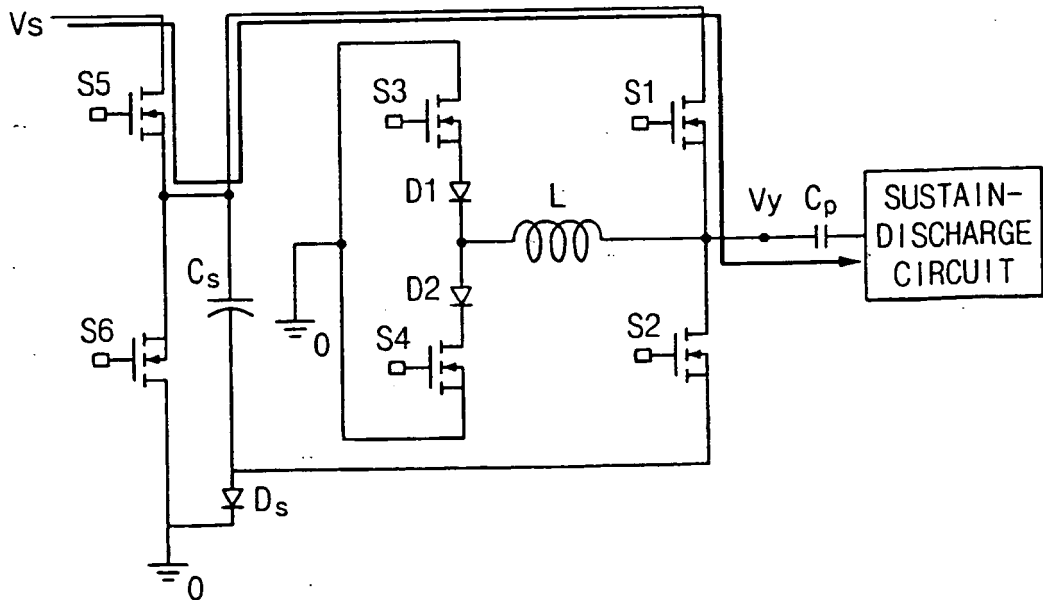 Vs
S5
S3
S1
D1
L
Vy
Cp
SUSTAIN-
DISCHARGE
CIRCUIT
Cs
D2
0
S6
S4
S2
Ds
0